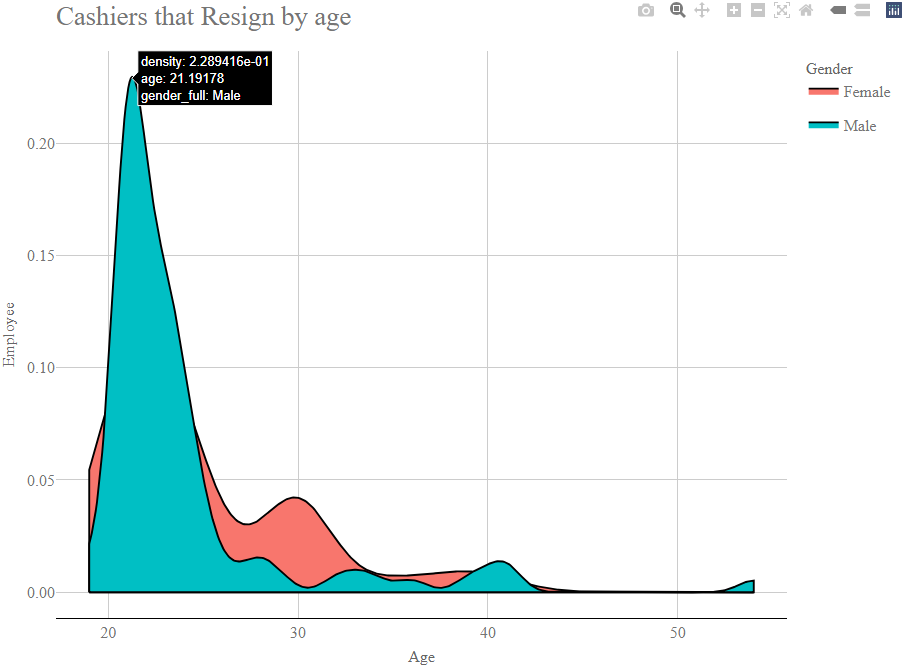 Cashiers that Resign by age
density: 2.289416e-01
age: 21.19178
gender_full: Male
Gender
Female
Male
0.20
0.15
0.10
0.05
0.00
Employee
20 30 40 50
Age